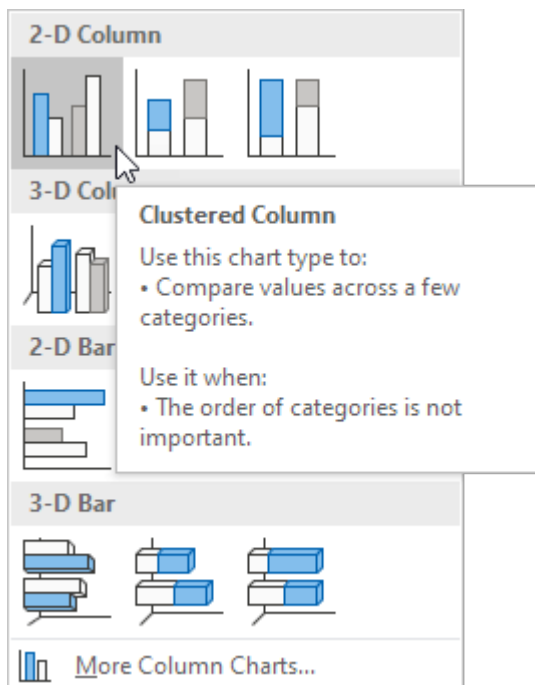 2-D Column
3-D Colu
Clustered Column
Use this chart type to:
• Compare values across a few
categories.
Use it when:
• The order of categories is not
important.
2-D Bar
3-D Bar
More Column Charts...